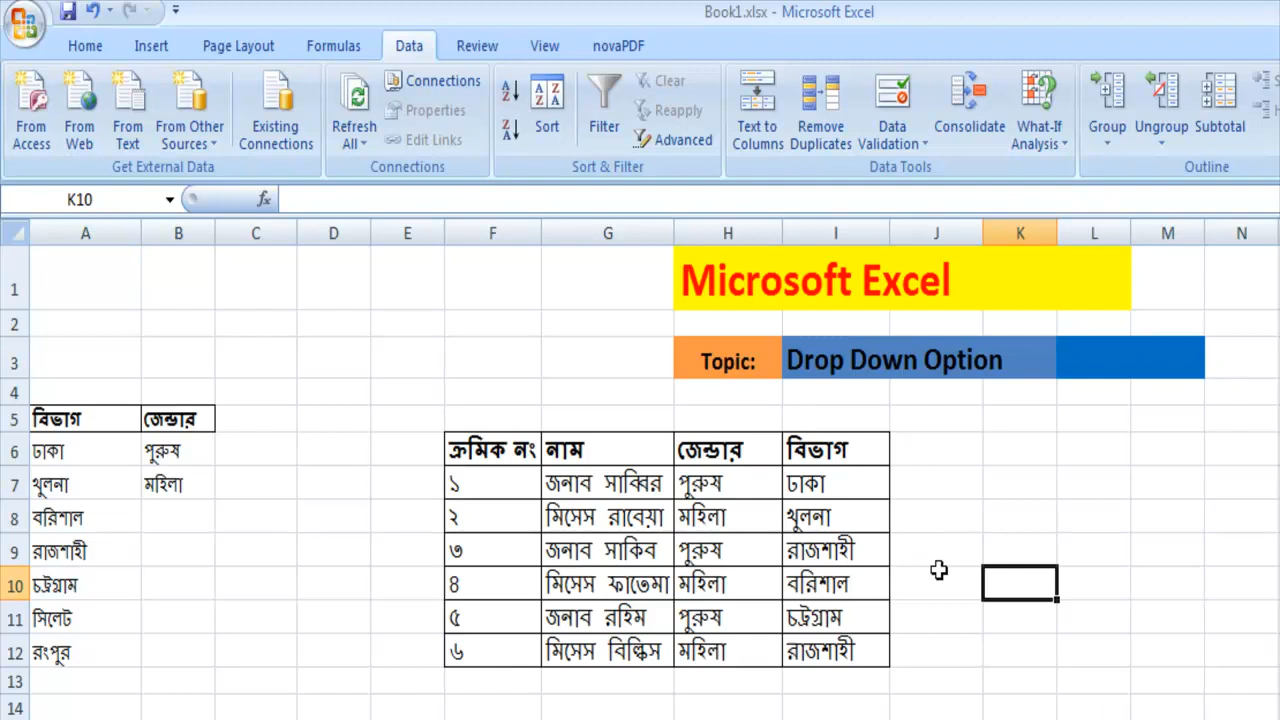 Book1.xlsx - Microsoft Excel
Home Insert Page Layout Formulas Data Review View novaPDF
From Access From Web From Text From Other Sources Existing Connections Refresh All Connections Properties Edit Links Sort Filter Clear Reapply Advanced Text to Columns Remove Duplicates Data Validation Consolidate What-If Analysis Group Ungroup Subtotal
Get External Data Connections Sort & Filter Data Tools Outline
K10 fx
A B C D E F G H I J K L M N
1 Microsoft Excel
2
3 Topic: Drop Down Option
4
5 বিভাগ জেন্ডার
6 ঢাকা পুরুষ ক্রমিক নং নাম জেন্ডার বিভাগ
7 খুলনা মহিলা ১ জনাব সাব্বির পুরুষ ঢাকা
8 বরিশাল ২ মিসেস রাবেয়া মহিলা খুলনা
9 রাজশাহী ৩ জনাব সাকিব পুরুষ রাজশাহী
10 চট্টগ্রাম ৪ মিসেস ফাতেমা মহিলা বরিশাল
11 সিলেট ৫ জনাব রহিম পুরুষ চট্টগ্রাম
12 রংপুর ৬ মিসেস বিল্কিস মহিলা রাজশাহী
13
14